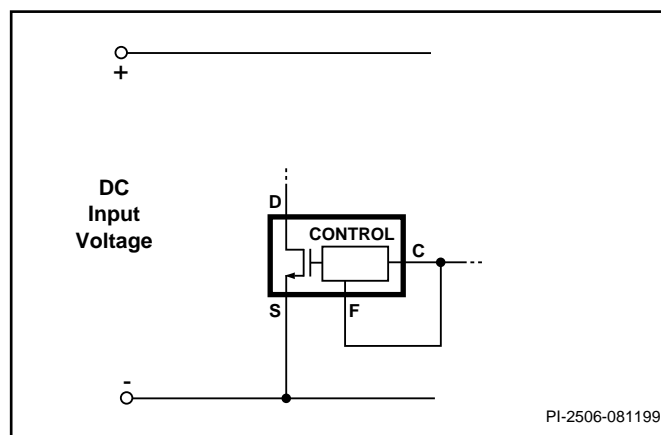 +
DC
Input
Voltage
D
CONTROL
C
S
F
-
PI-2506-081199